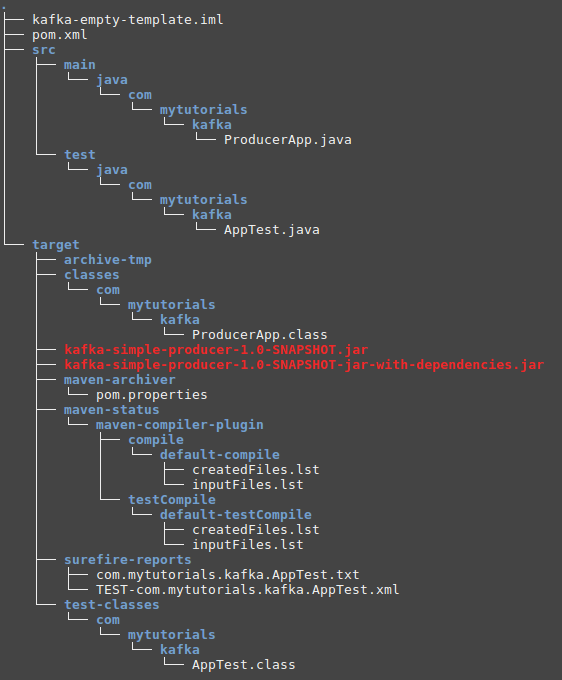 .
├── kafka-empty-template.iml
├── pom.xml
├── src
│   ├── main
│   │   └── java
│   │       └── com
│   │           └── mytutorials
│   │               └── kafka
│   │                   └── ProducerApp.java
│   └── test
│       └── java
│           └── com
│               └── mytutorials
│                   └── kafka
│                       └── AppTest.java
└── target
    ├── archive-tmp
    ├── classes
    │   └── com
    │       └── mytutorials
    │           └── kafka
    │               └── ProducerApp.class
    ├── kafka-simple-producer-1.0-SNAPSHOT.jar
    ├── kafka-simple-producer-1.0-SNAPSHOT-jar-with-dependencies.jar
    ├── maven-archiver
    │   └── pom.properties
    ├── maven-status
    │   └── maven-compiler-plugin
    │       ├── compile
    │       │   └── default-compile
    │       │       ├── createdFiles.lst
    │       │       └── inputFiles.lst
    │       └── testCompile
    │           └── default-testCompile
    │               ├── createdFiles.lst
    │               └── inputFiles.lst
    ├── surefire-reports
    │   ├── com.mytutorials.kafka.AppTest.txt
    │   └── TEST-com.mytutorials.kafka.AppTest.xml
    └── test-classes
        └── com
            └── mytutorials
                └── kafka
                    └── AppTest.class